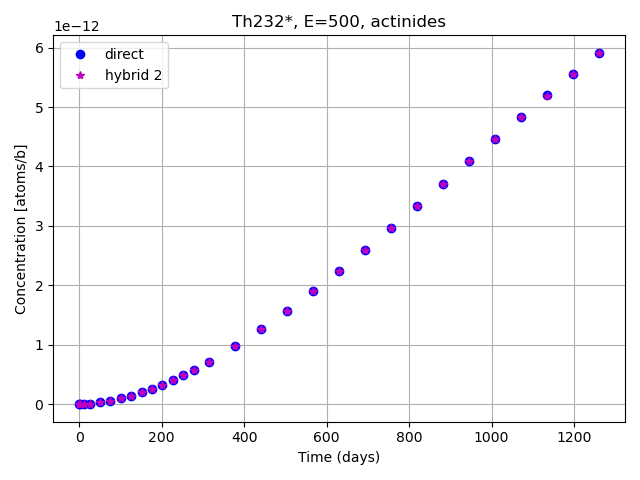 Th232*, E=500, actinides
1e−12
direct
hybrid 2
6
5
4
3
2
1
0
Concentration [atoms/b]
0 200 400 600 800 1000 1200
Time (days)